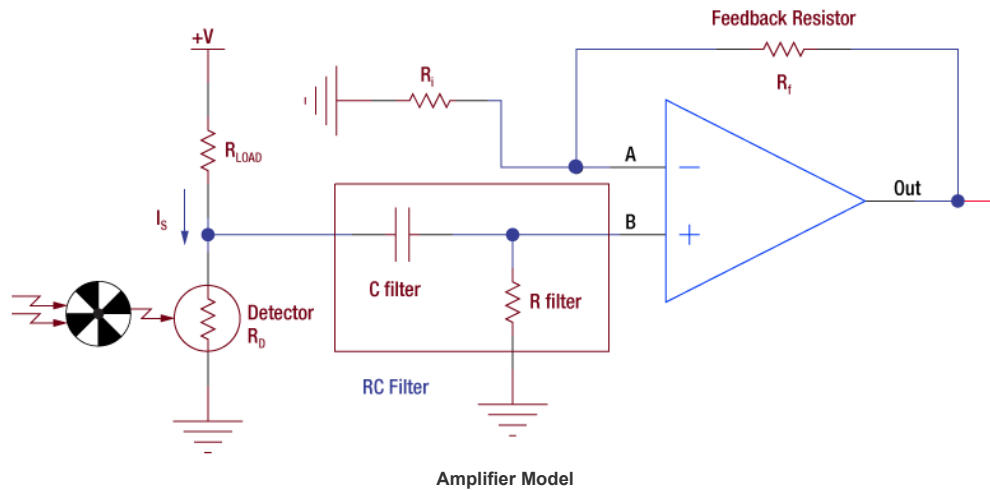 Feedback Resistor
+V
R_i
R_f
R_LOAD
A
−
Out
I_S
B
+
C filter
R filter
Detector
R_D
RC Filter
Amplifier Model